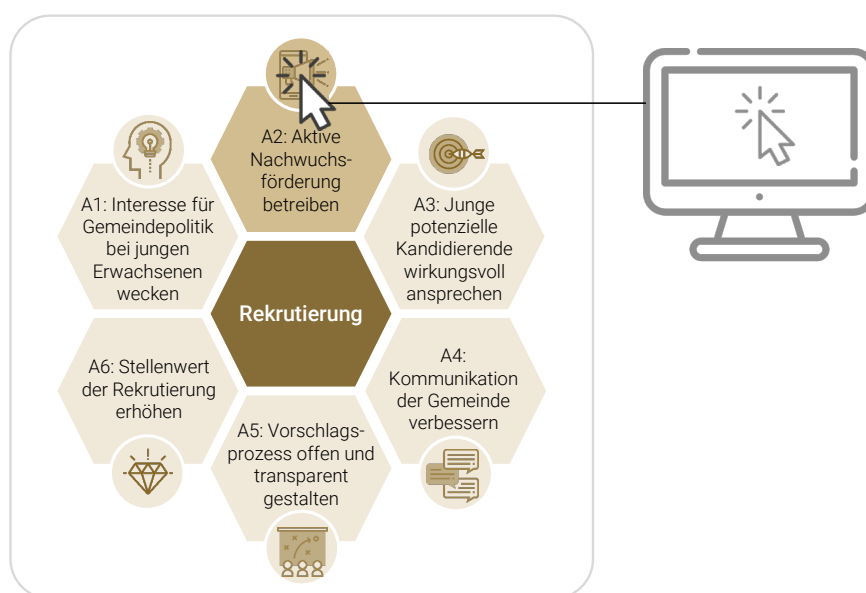 A2: Aktive
Nachwuchs-
förderung
betreiben
A1: Interesse für
Gemeindepolitik
bei jungen
Erwachsenen
wecken
A3: Junge
potenzielle
Kandidierende
wirkungsvoll
ansprechen
Rekrutierung
A6: Stellenwert
der Rekrutierung
erhöhen
A4:
Kommunikation
der Gemeinde
verbessern
A5: Vorschlags-
prozess offen und
transparent
gestalten